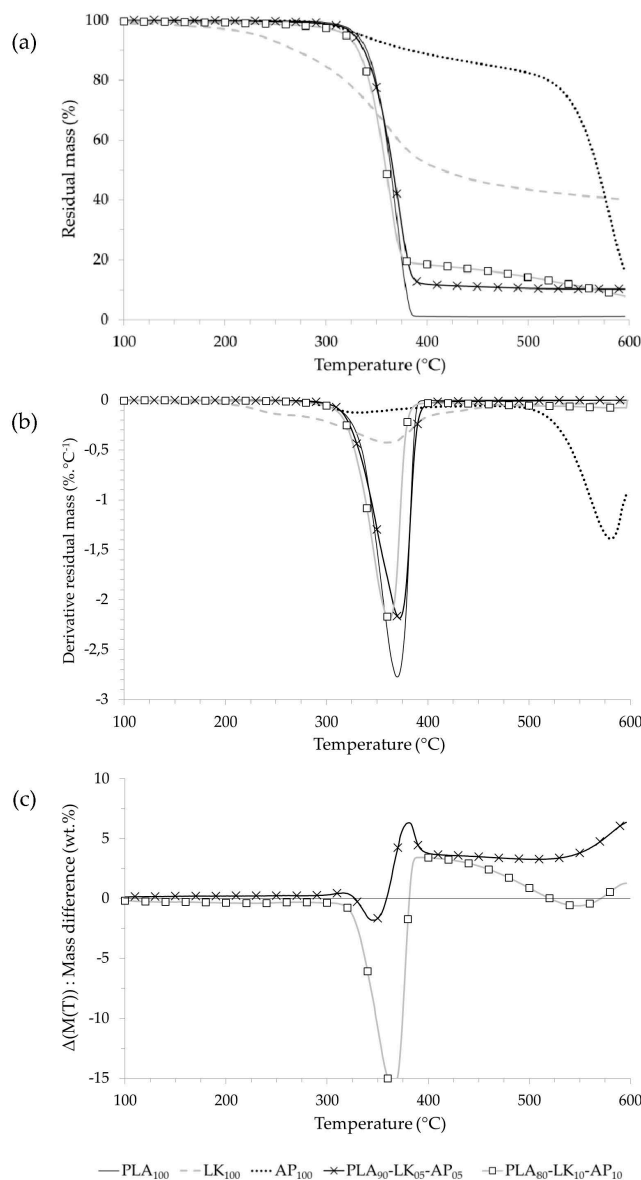 (a)
Residual mass (%)
100
80
60
40
20
0
100 200 300 400 500 600
Temperature (°C)
(b)
Derivative residual mass (%.°C⁻¹)
0
-0,5
-1
-1,5
-2
-2,5
-3
100 200 300 400 500 600
Temperature (°C)
(c)
Δ(M(T)) : Mass difference (wt.%)
10
5
0
-5
-10
-15
100 200 300 400 500 600
Temperature (°C)
PLA₁₀₀ LK₁₀₀ AP₁₀₀ PLA₉₀-LK₀₅-AP₀₅ PLA₈₀-LK₁₀-AP₁₀